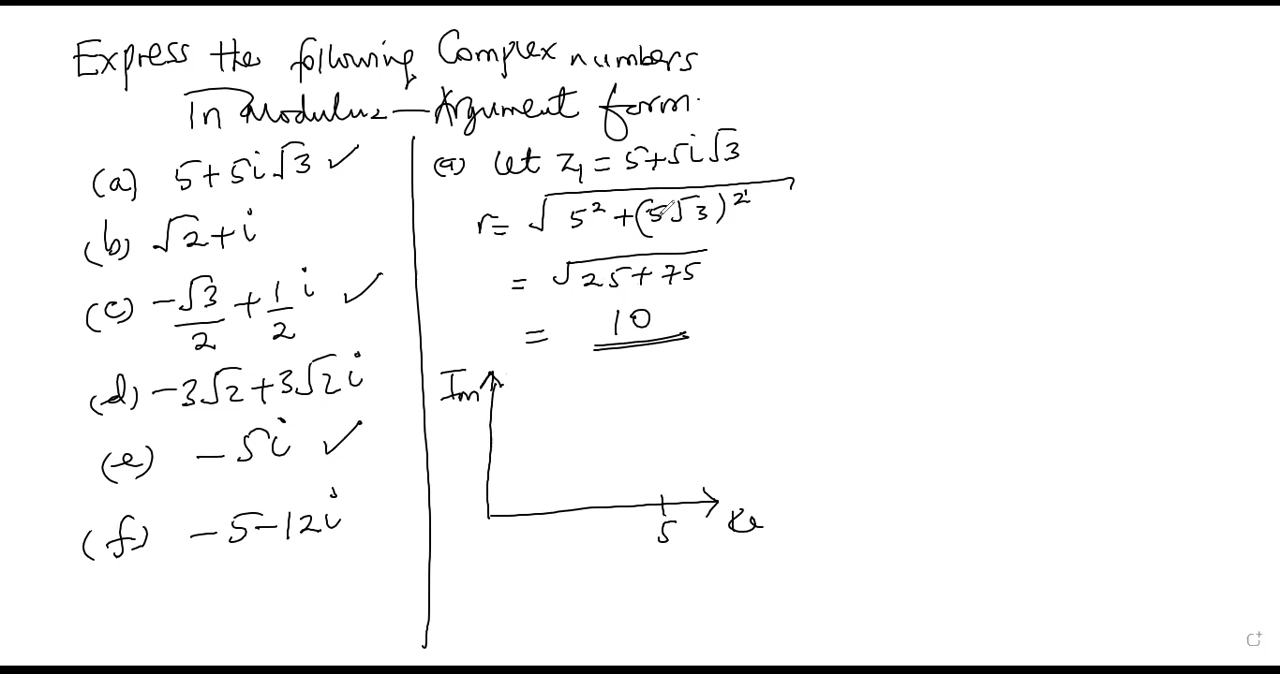 Express the following Complex numbers
In Modulus - Argument form.
(a) 5+5i√3 ✓
(b) √2+i
(c) -√3/2 + 1/2 i ✓
(d) -3√2+3√2i
(e) -5i ✓
(f) -5-12i
(a) let z₁ = 5+5i√3
r= √(5² + (5√3)²)
= √(25+75)
= 10
Im
5
Re